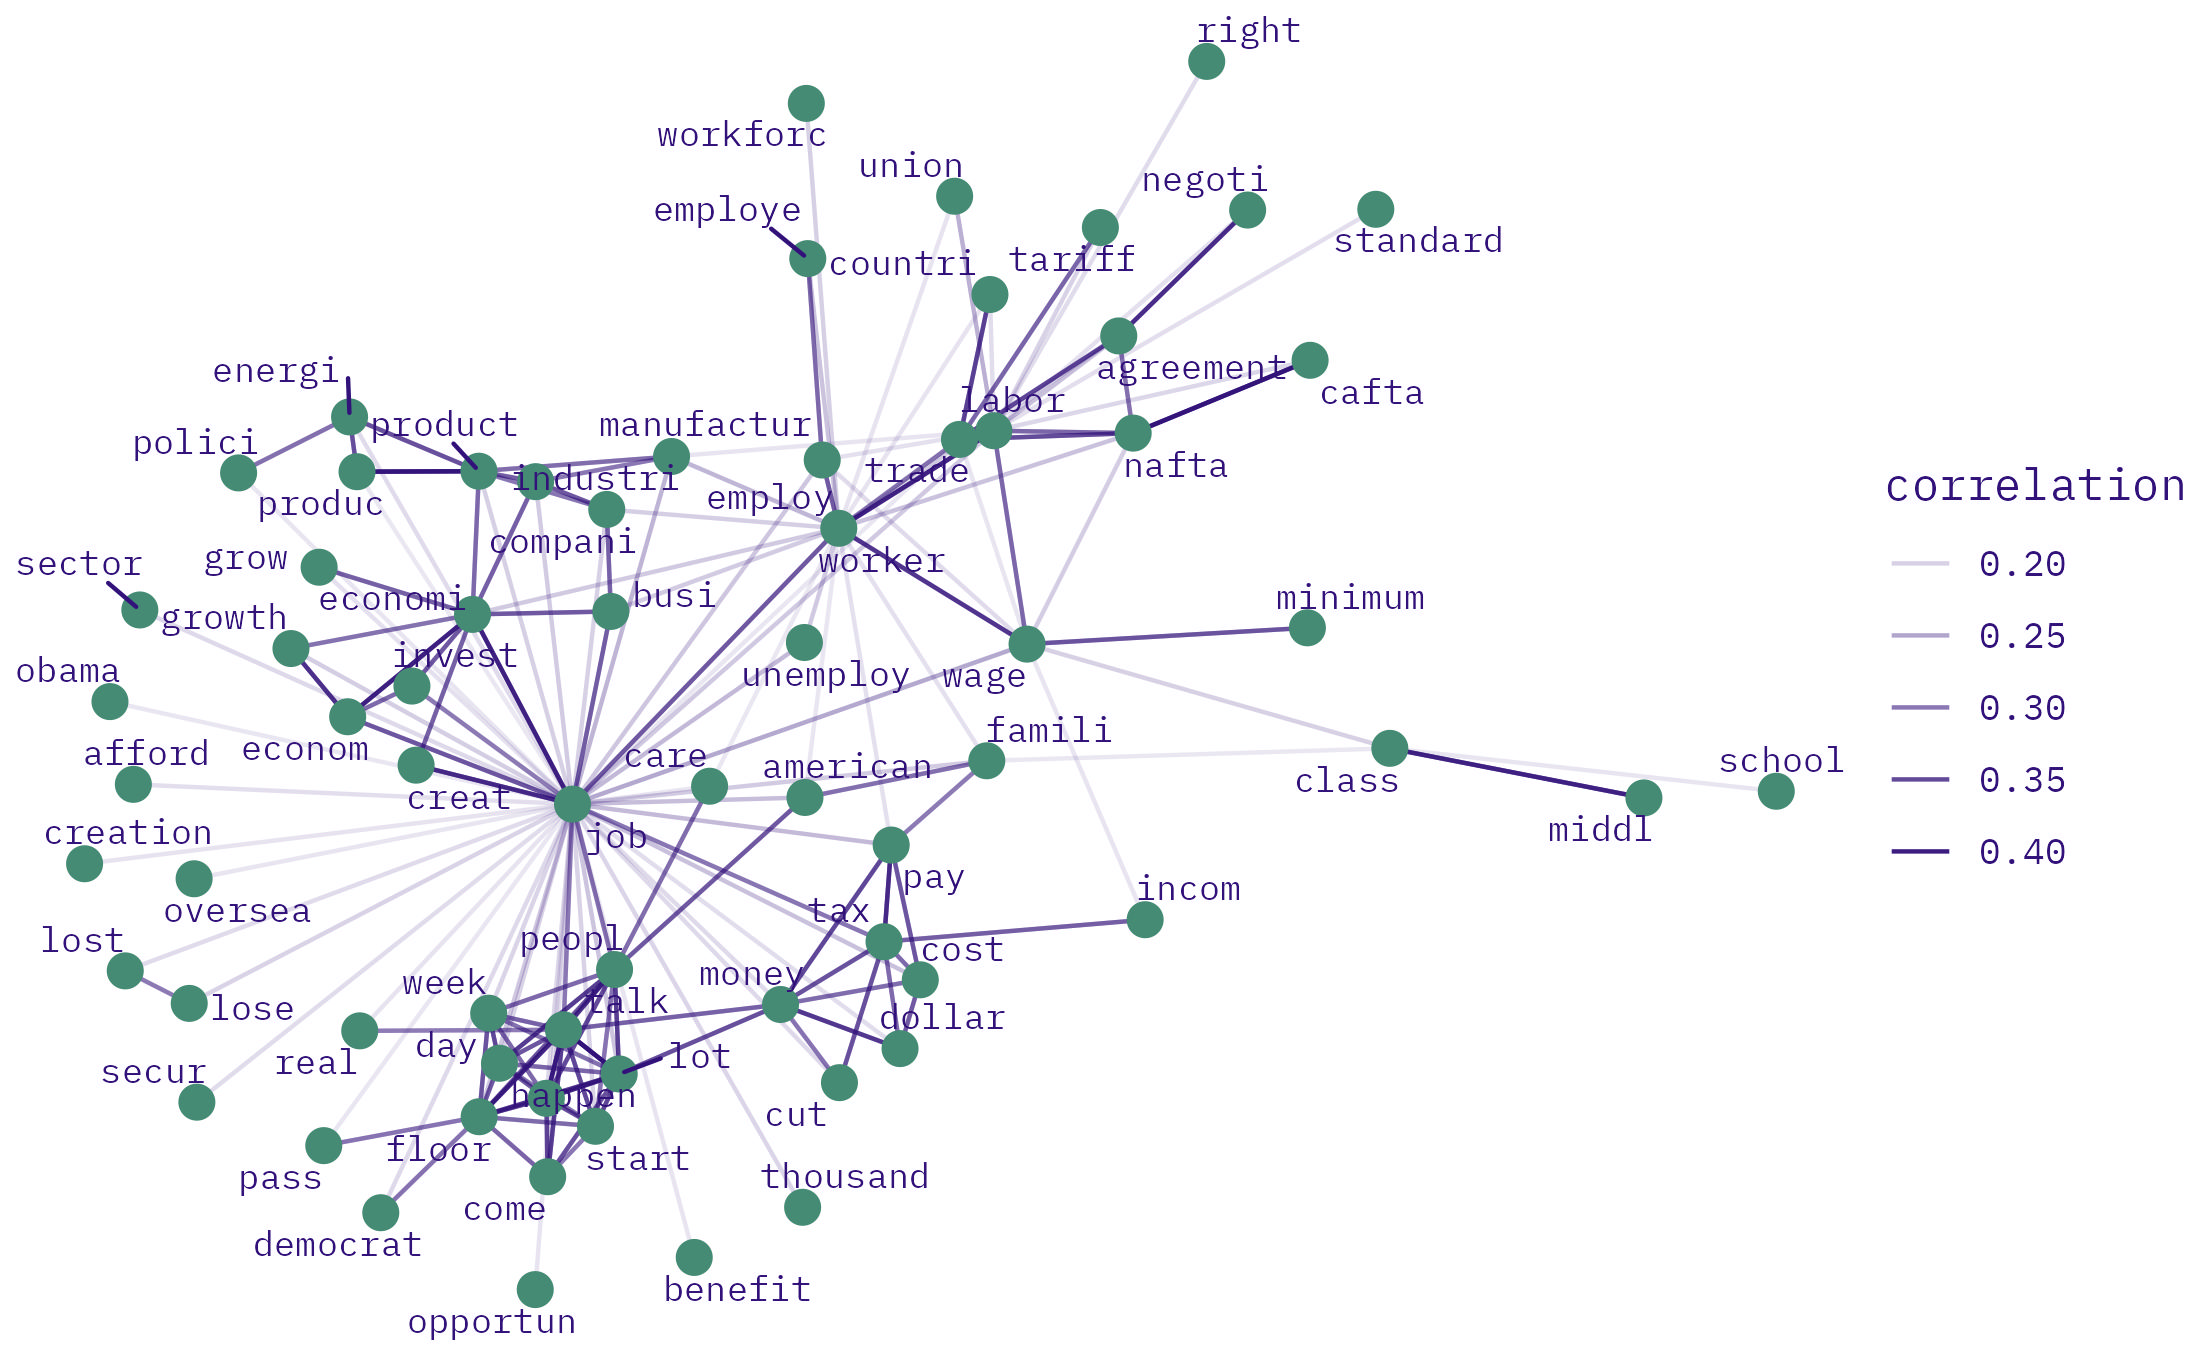 right
workforc
union
negoti
employe
standard
countri
tariff
energi
agreement
cafta
labor
product
manufactur
polici
trade
nafta
industri
produc
employ
correlation
compani
grow
sector
worker
0.20
economi
busi
minimum
growth
0.25
invest
obama
unemploy
wage
0.30
famili
econom
afford
care
american
school
class
0.35
creat
creation
job
middl
0.40
pay
incom
oversea
tax
lost
peopl
cost
week
money
lose
talk
dollar
day
real
lot
secur
happen
cut
floor
start
pass
thousand
come
democrat
benefit
opportun